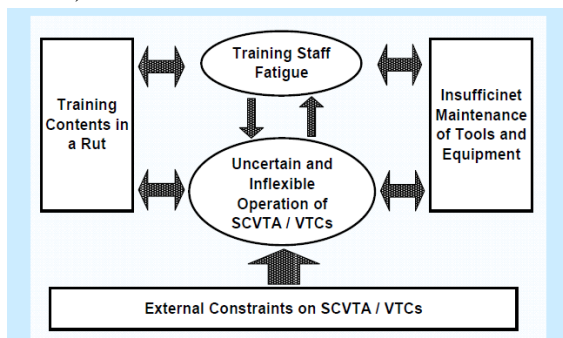 Training Staff
Fatigue
Training
Contents in
a Rut
Insufficinet
Maintenance
of Tools and
Equipment
Uncertain and
Inflexible
Operation of
SCVTA / VTCs
External Constraints on SCVTA / VTCs